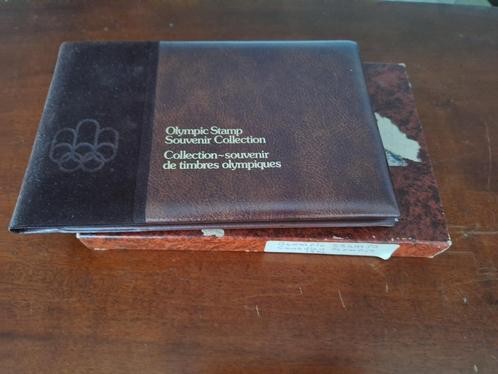 Olympic Stamp
Souvenir Collection
Collection~souvenir
de timbres olympiques